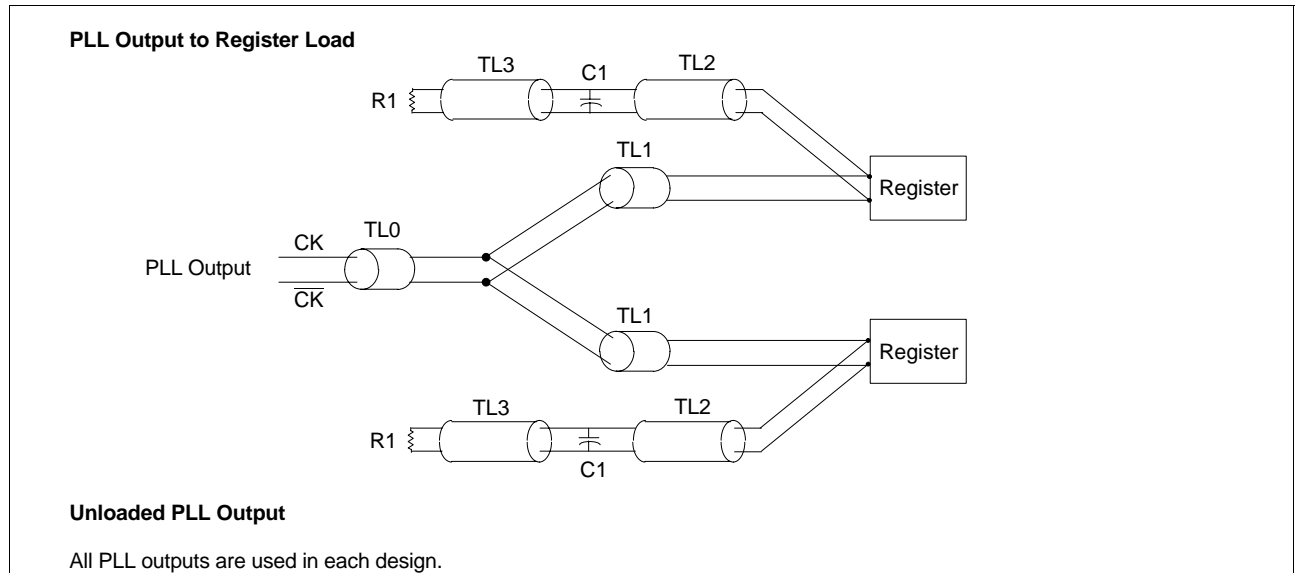 PLL Output to Register Load
TL3
C1
TL2
R1
TL1
Register
TL0
CK
PLL Output
C̅K̅
TL1
Register
TL3
TL2
R1
C1
Unloaded PLL Output
All PLL outputs are used in each design.